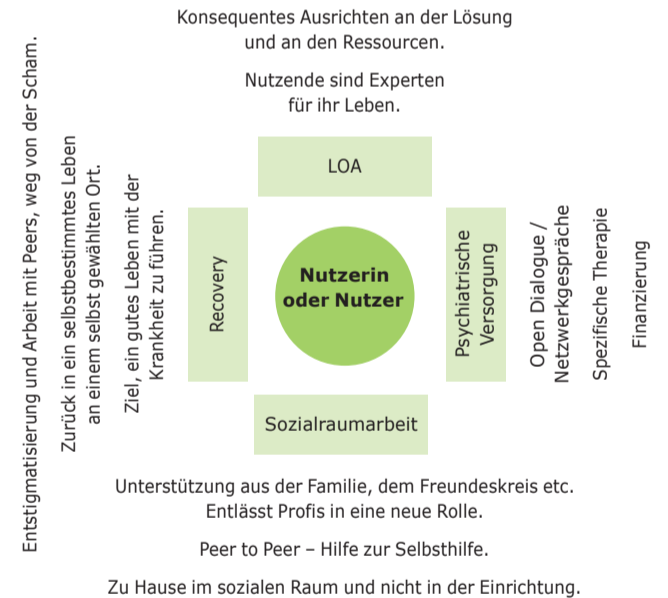 Konsequentes Ausrichten an der Lösung
und an den Ressourcen.
Nutzende sind Experten
für ihr Leben.
LOA
Entstigmatisierung und Arbeit mit Peers, weg von der Scham.
Zurück in ein selbstbestimmtes Leben
an einem selbst gewählten Ort.
Ziel, ein gutes Leben mit der
Krankheit zu führen.
Recovery
Nutzerin
oder Nutzer
Psychiatrische
Versorgung
Open Dialogue /
Netzwerkgespräche
Spezifische Therapie
Finanzierung
Sozialraumarbeit
Unterstützung aus der Familie, dem Freundeskreis etc.
Entlässt Profis in eine neue Rolle.
Peer to Peer – Hilfe zur Selbsthilfe.
Zu Hause im sozialen Raum und nicht in der Einrichtung.